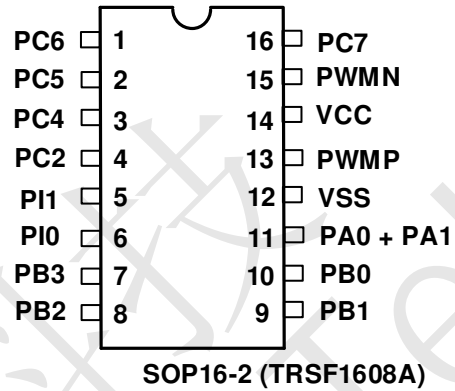 PC6 1 16 PC7
PC5 2 15 PWMN
PC4 3 14 VCC
PC2 4 13 PWMP
PI1 5 12 VSS
PI0 6 11 PA0 + PA1
PB3 7 10 PB0
PB2 8 9 PB1
SOP16-2 (TRSF1608A)